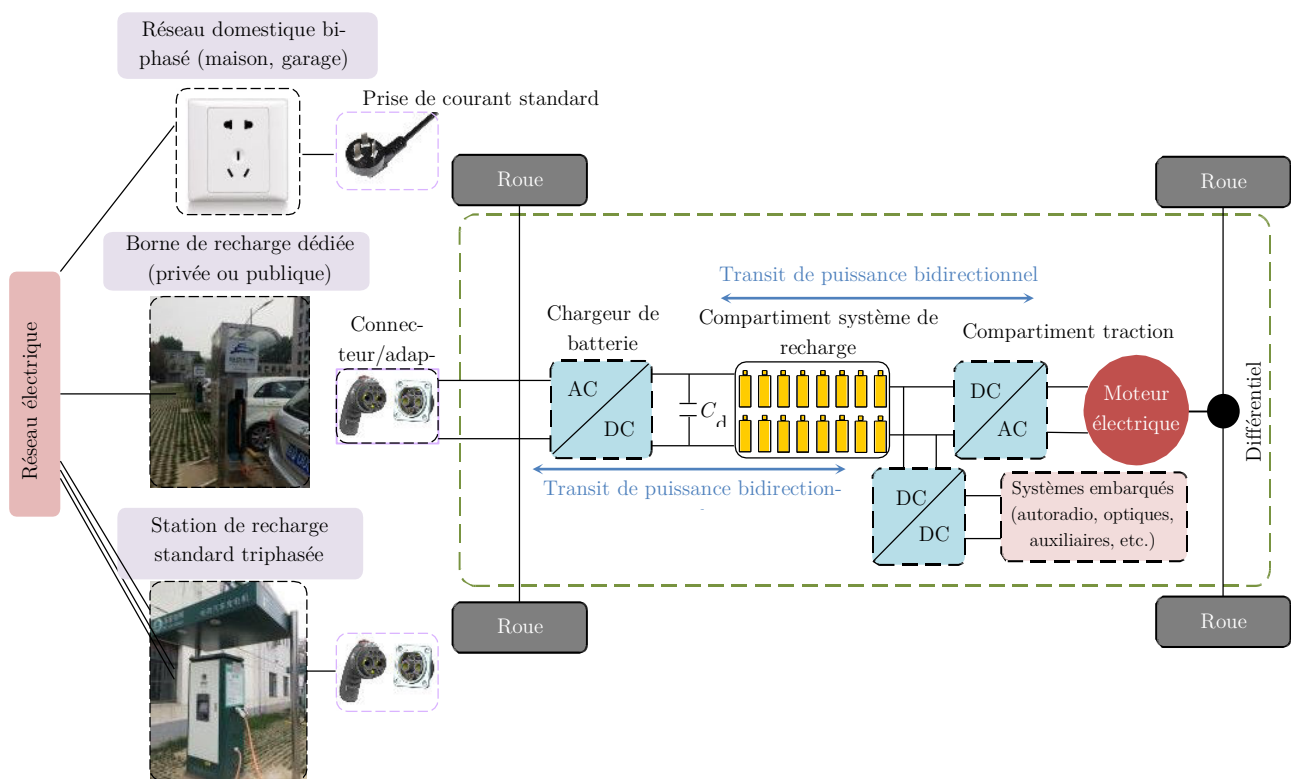 Réseau domestique bi-
phasé (maison, garage)
Prise de courant standard
Roue
Roue
Borne de recharge dédiée
(privée ou publique)
Réseau électrique
Connec-
teur/adap-
Chargeur de
batterie
AC
DC
C_d
Transit de puissance bidirectionnel
Compartiment système de
recharge
Compartiment traction
DC
AC
Moteur
électrique
Différentiel
Transit de puissance bidirection-
DC
DC
Systèmes embarqués
(autoradio, optiques,
auxiliaires, etc.)
Station de recharge
standard triphasée
Roue
Roue